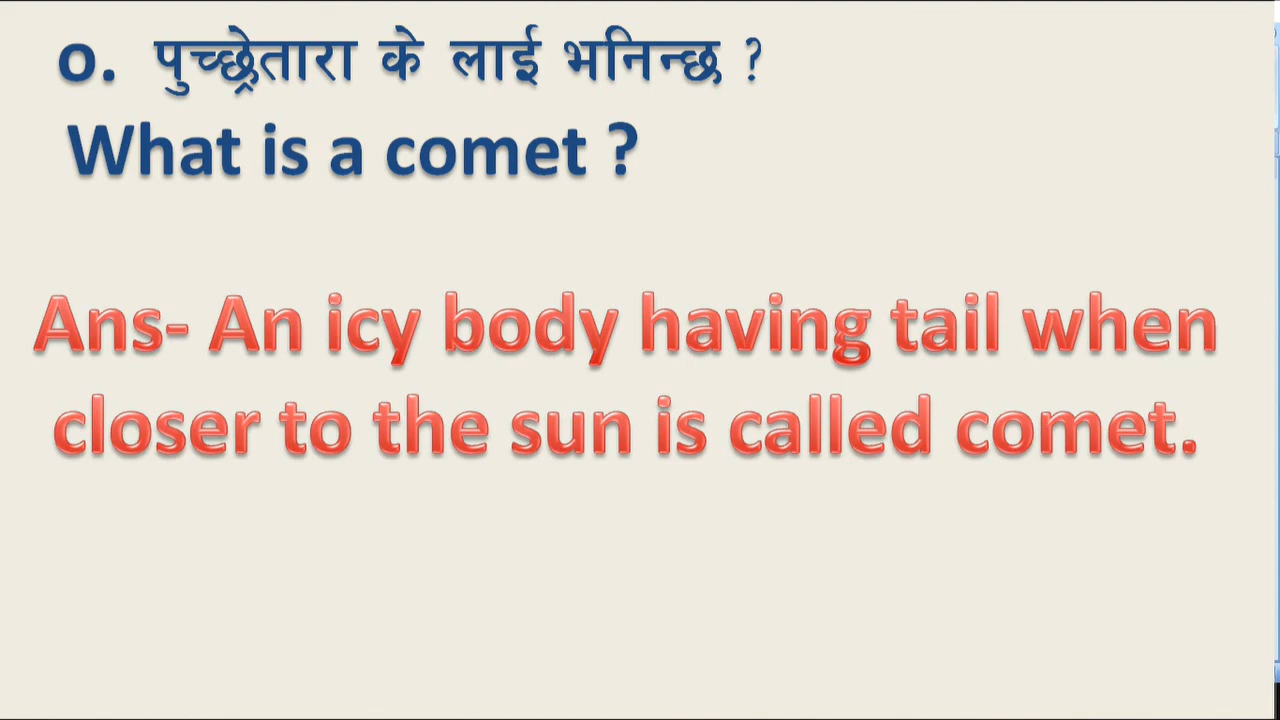 o. पुच्छ्रेतारा के लाई भनिन्छ ?
What is a comet ?
Ans- An icy body having tail when
closer to the sun is called comet.